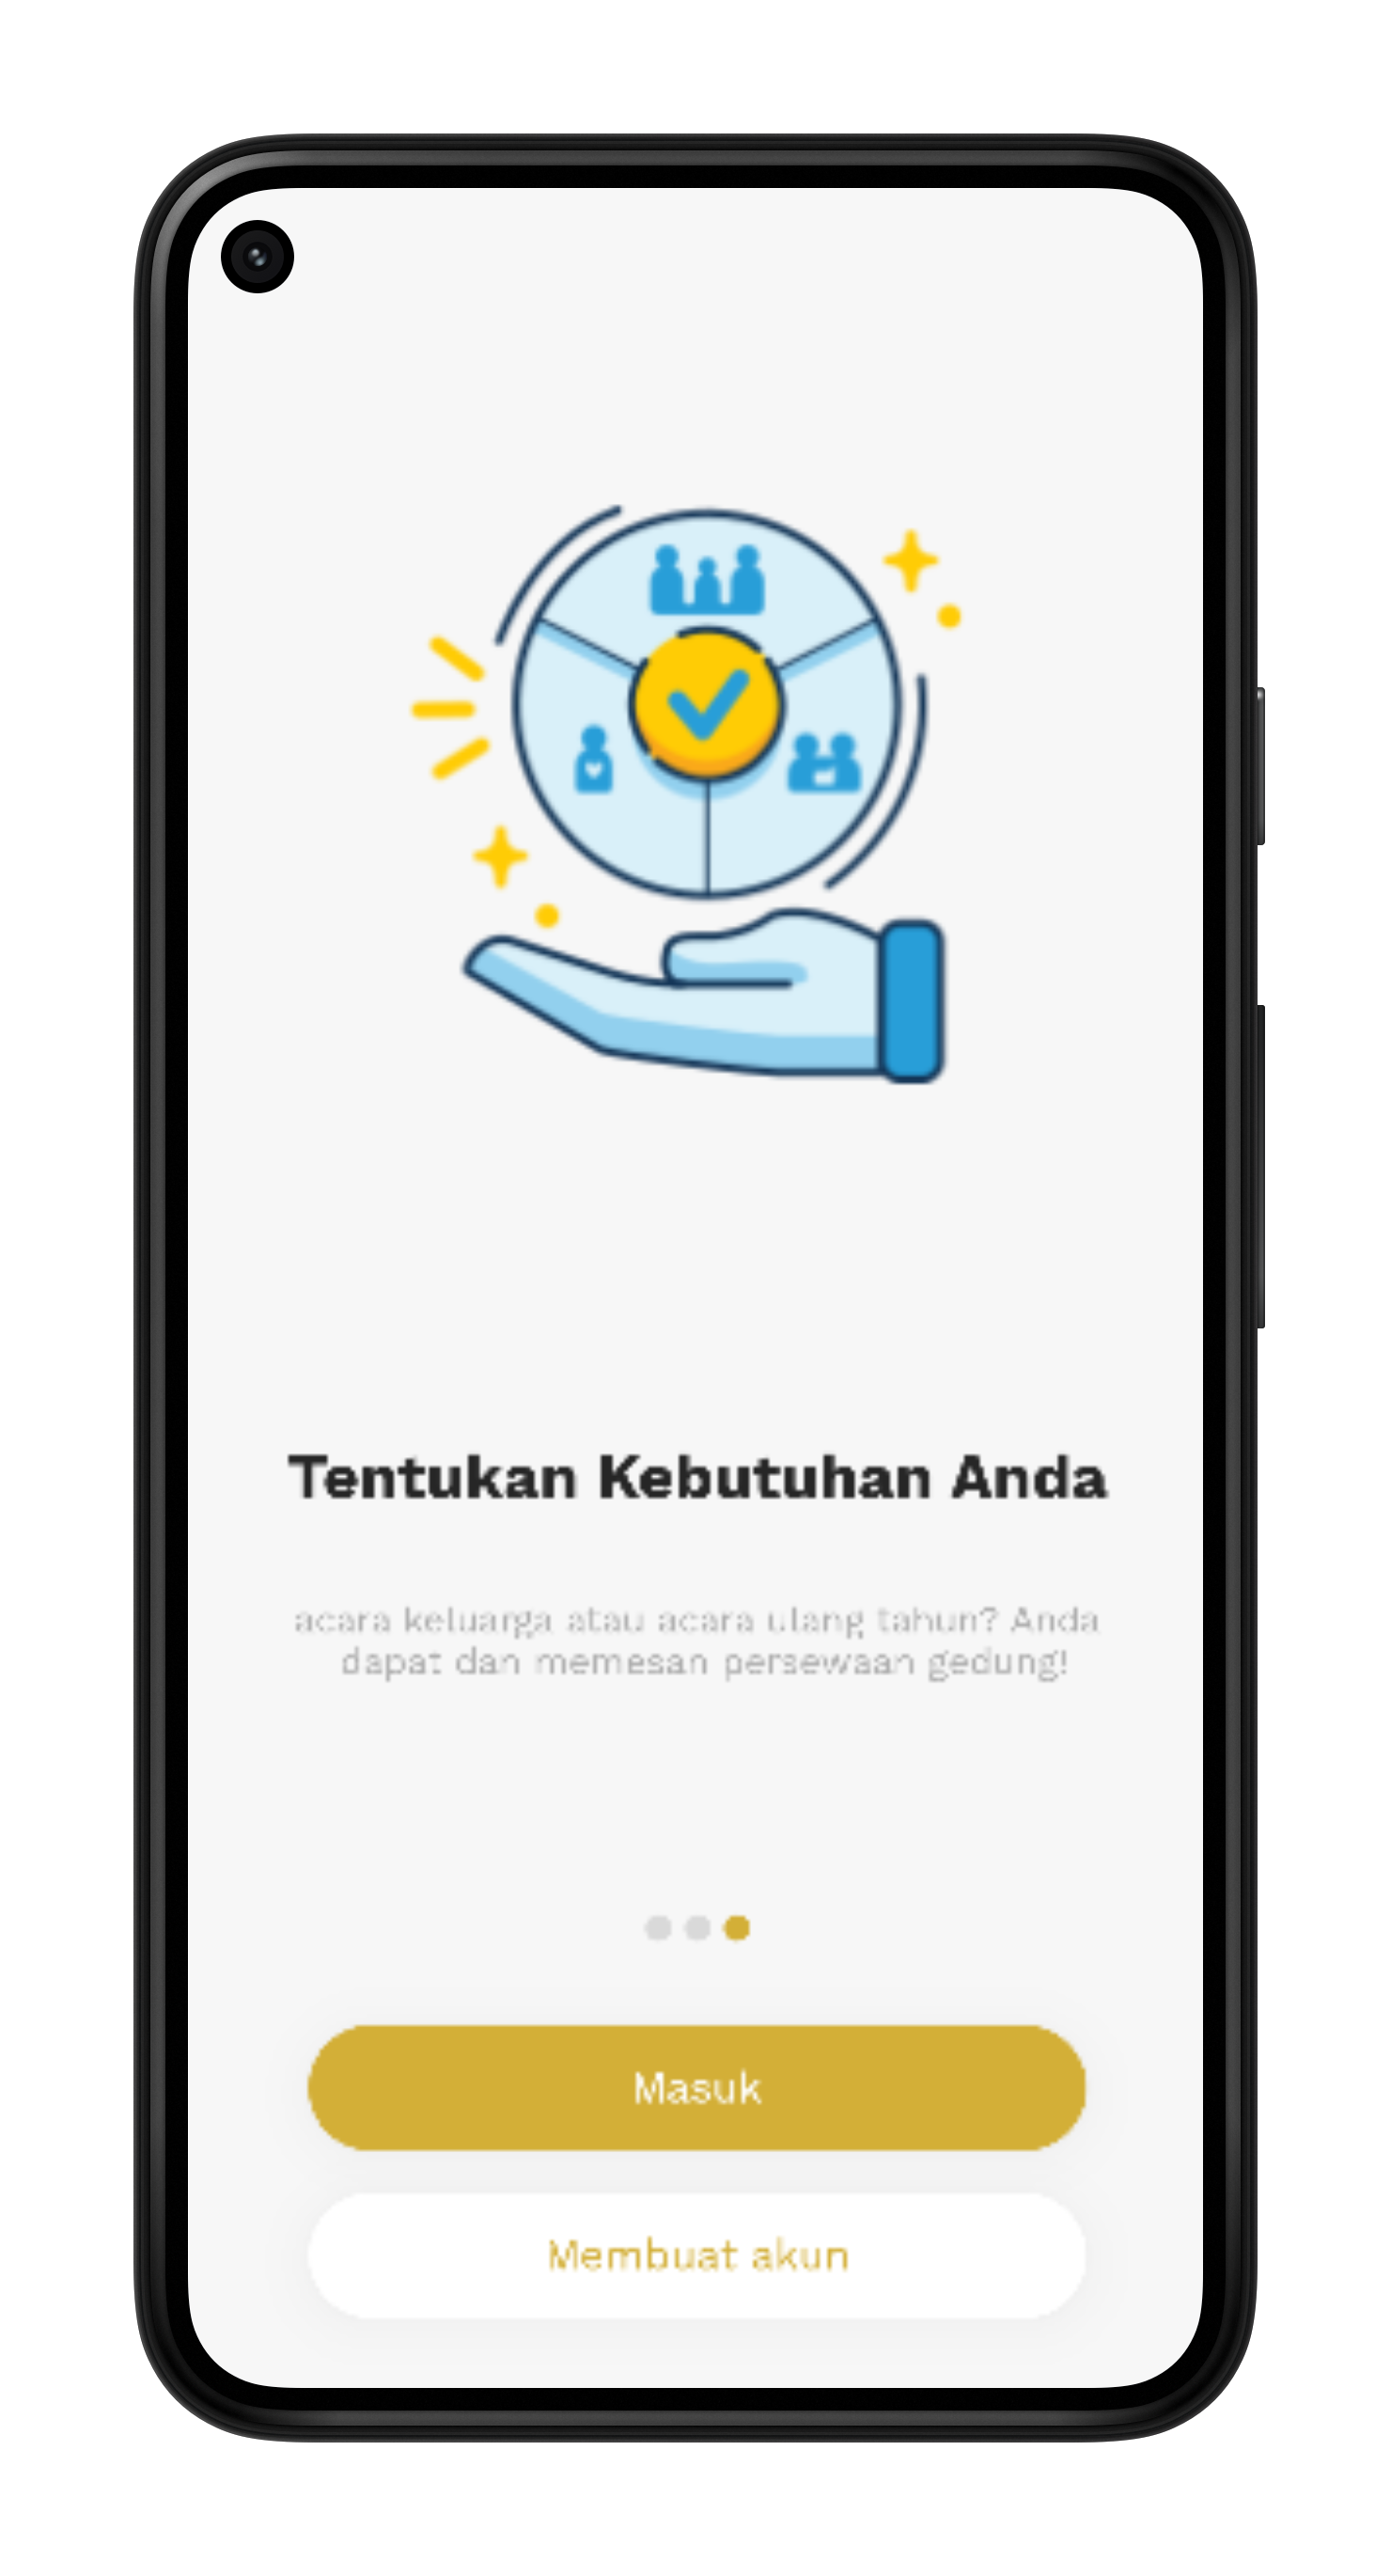 Tentukan Kebutuhan Anda
acara keluarga atau acara ulang tahun? Anda
dapat dan memesan persewaan gedung!
Masuk
Membuat akun